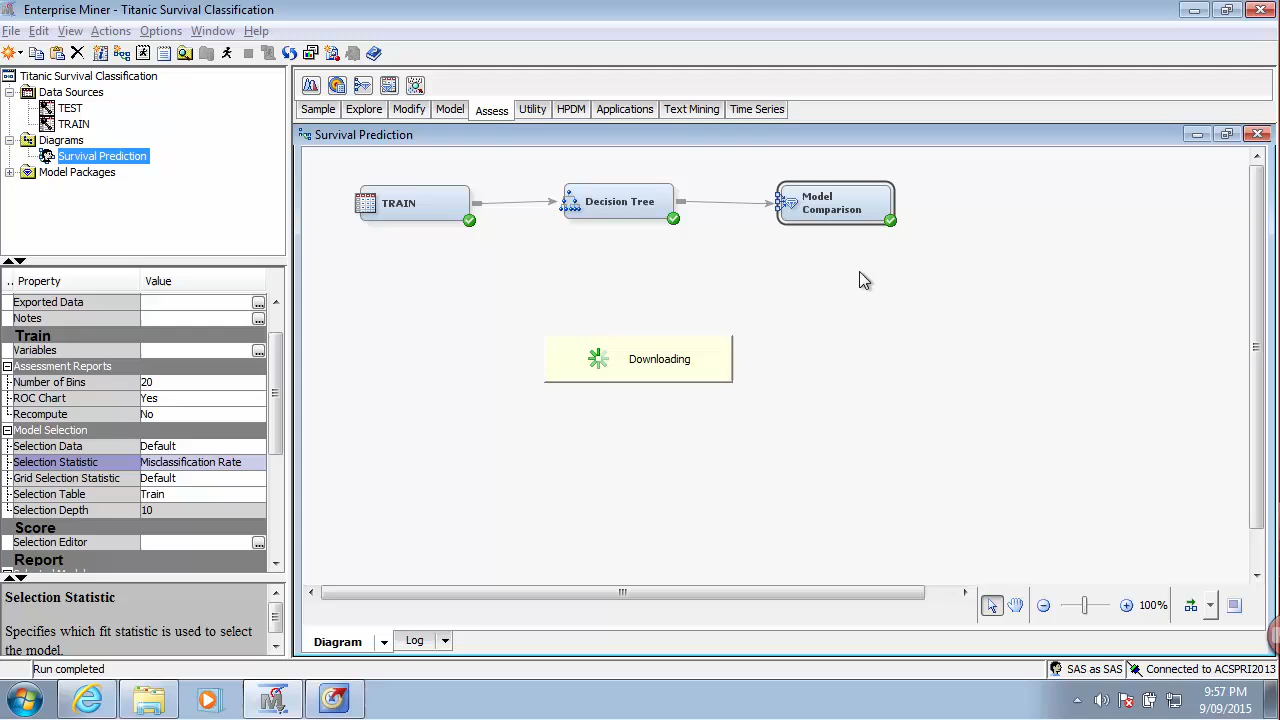 Enterprise Miner - Titanic Survival Classification
File Edit View Actions Options Window Help
Titanic Survival Classification
Data Sources
TEST
TRAIN
Diagrams
Survival Prediction
Model Packages
Sample Explore Modify Model Assess Utility HPDM Applications Text Mining Time Series
Survival Prediction
TRAIN
Decision Tree
Model
Comparison
Downloading
.. Property Value
Exported Data ...
Notes ...
Train
Variables ...
Assessment Reports
Number of Bins 20
ROC Chart Yes
Recompute No
Model Selection
Selection Data Default
Selection Statistic Misclassification Rate
Grid Selection Statistic Default
Selection Table Train
Selection Depth 10
Score
Selection Editor ...
Report
Selection Statistic
Specifies which fit statistic is used to select
the model.
100%
Diagram Log
Run completed
SAS as SAS Connected to ACSPRI2013
9:57 PM
9/09/2015